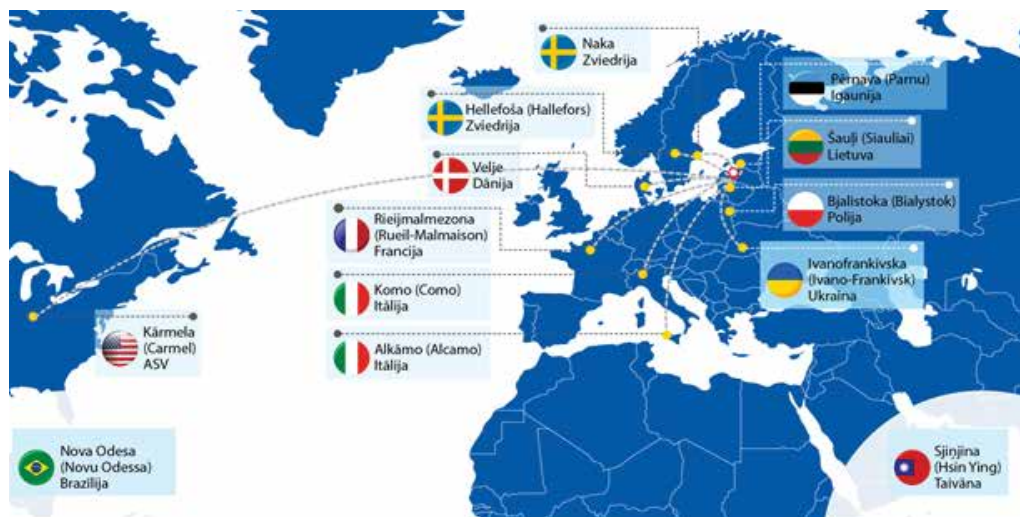 Naka
Zviedrija
Pērnava (Parnu)
Igaunija
Hellefoša (Hallefors)
Zviedrija
Šauļi (Siauliai)
Lietuva
Velje
Dānija
Bjalistoka (Bialystok)
Polija
Rieijmalmezona
(Rueil-Malmaison)
Francija
Ivanofrankivska
(Ivano-Frankivsk)
Ukraina
Komo (Como)
Itālija
Kārmela
(Carmel)
ASV
Alkāmo (Alcamo)
Itālija
Nova Odesa
(Novu Odessa)
Brazīlija
Sjiņjina
(Hsin Ying)
Taivāna